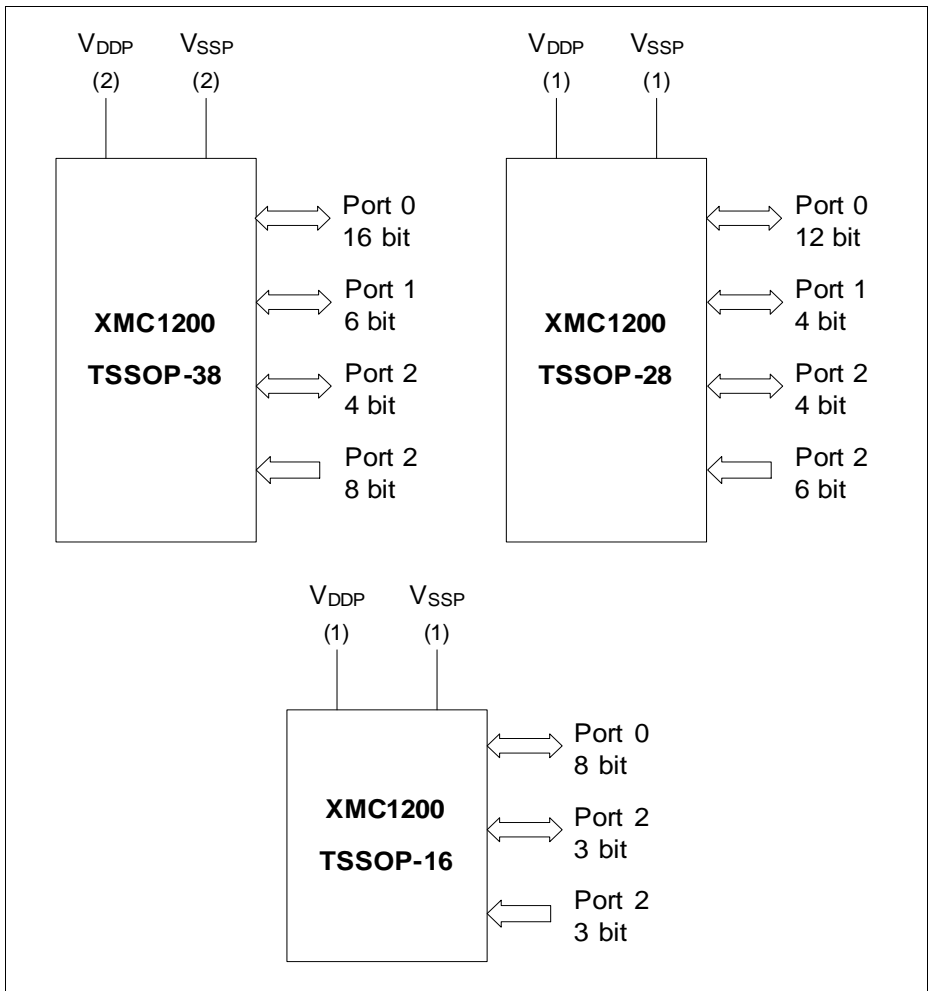 VDDP VSSP
(2) (2)
XMC1200
TSSOP-38
Port 0
16 bit
Port 1
6 bit
Port 2
4 bit
Port 2
8 bit
VDDP VSSP
(1) (1)
XMC1200
TSSOP-28
Port 0
12 bit
Port 1
4 bit
Port 2
4 bit
Port 2
6 bit
VDDP VSSP
(1) (1)
XMC1200
TSSOP-16
Port 0
8 bit
Port 2
3 bit
Port 2
3 bit